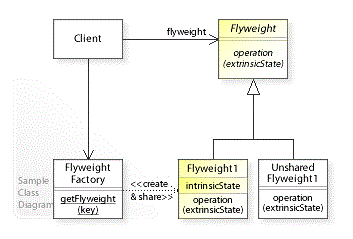 Client
flyweight
Flyweight
operation
(extrinsicState)
Sample
Class
Diagram
Flyweight
Factory
getFlyweight
(key)
<<create
& share>>
Flyweight1
intrinsicState
operation
(extrinsicState)
Unshared
Flyweight1
operation
(extrinsicState)